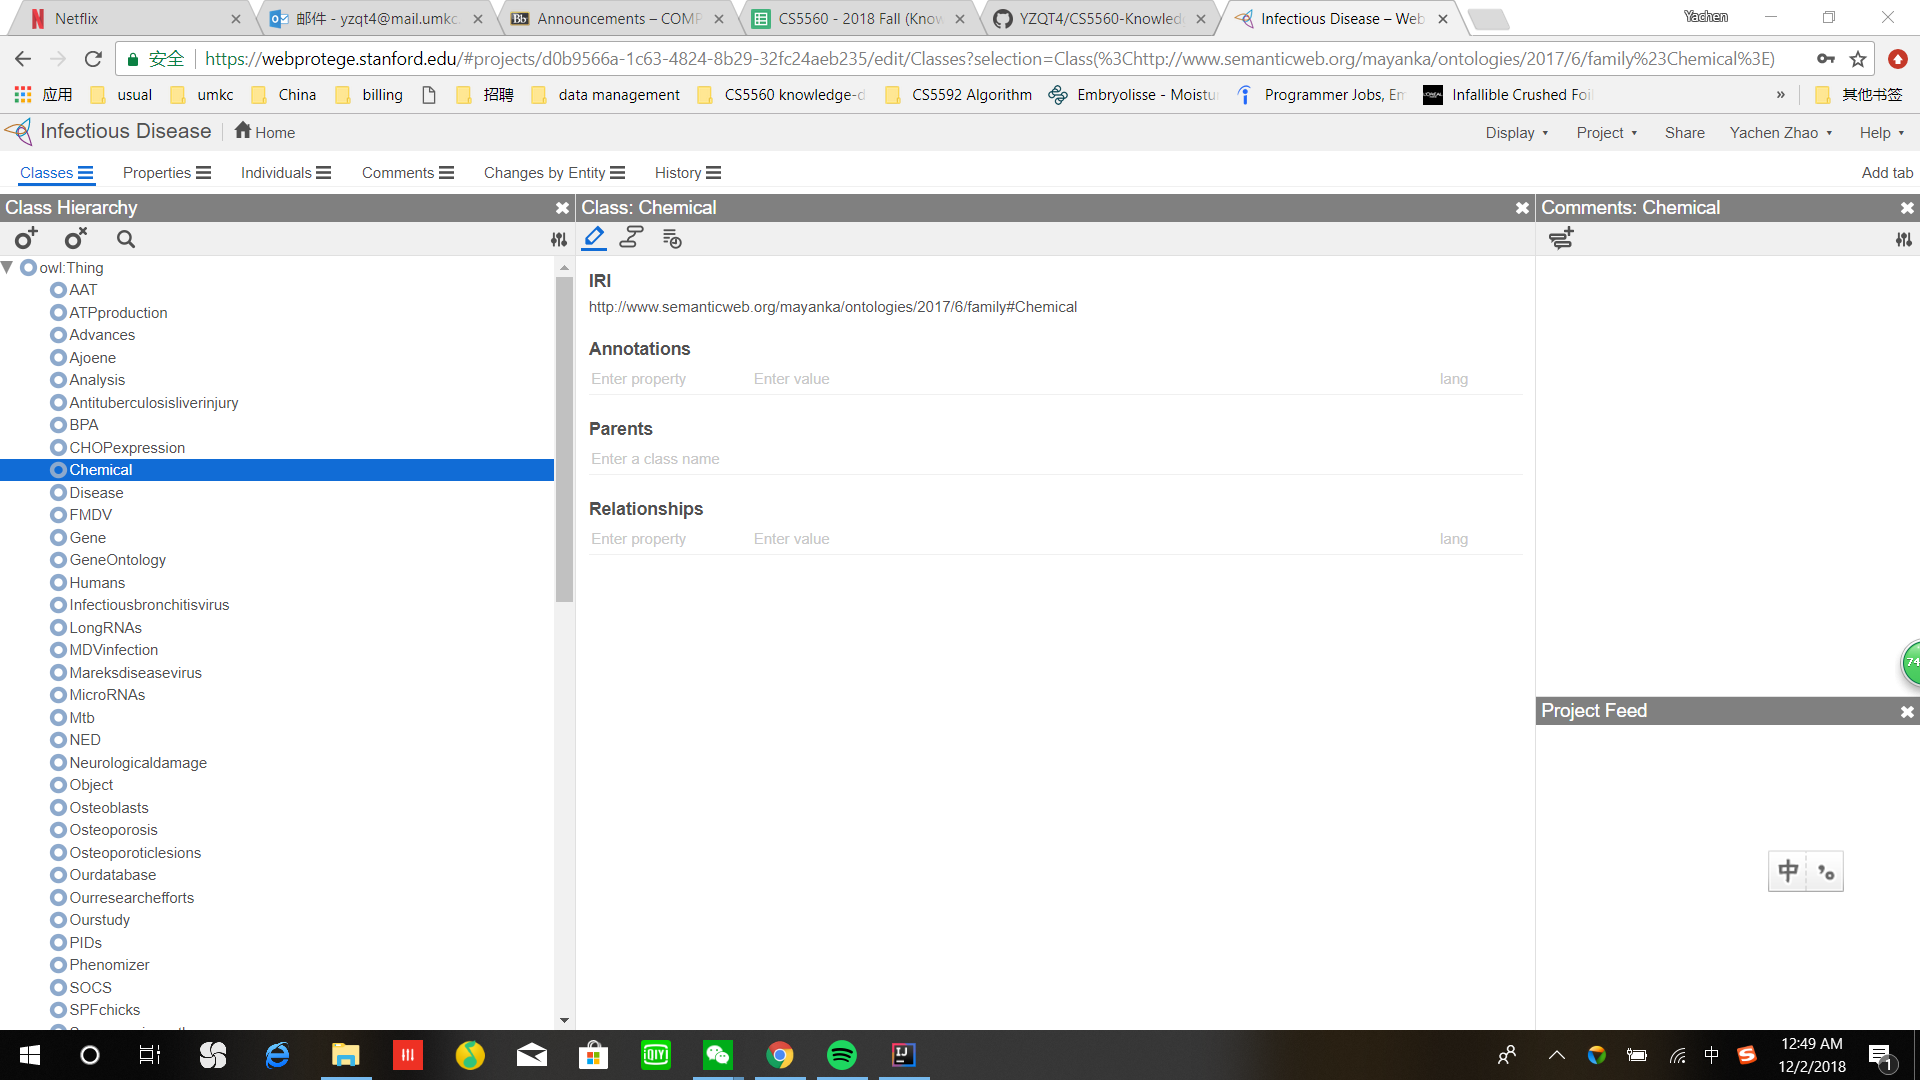 Netflix
邮件 - yzqt4@mail.umkc
Announcements – COMP
CS5560 - 2018 Fall (Know
YZQT4/CS5560-Knowled
Infectious Disease – Web
Yachen
安全
https://webprotege.stanford.edu/#projects/d0b9566a-1c63-4824-8b29-32fc24aeb235/edit/Classes?selection=Class(%3Chttp://www.semanticweb.org/mayanka/ontologies/2017/6/family%23Chemical%3E)
应用
usual
umkc
China
billing
招聘
data management
CS5560 knowledge-d
CS5592 Algorithm
Embryolisse - Moistu
Programmer Jobs, Em
Infallible Crushed Foi
»
其他书签
Infectious Disease
Home
Display
Project
Share
Yachen Zhao
Help
Classes
Properties
Individuals
Comments
Changes by Entity
History
Add tab
Class Hierarchy
owl:Thing
AAT
ATPproduction
Advances
Ajoene
Analysis
Antituberculosisliverinjury
BPA
CHOPexpression
Chemical
Disease
FMDV
Gene
GeneOntology
Humans
Infectiousbronchitisvirus
LongRNAs
MDVinfection
Mareksdiseasevirus
MicroRNAs
Mtb
NED
Neurologicaldamage
Object
Osteoblasts
Osteoporosis
Osteoporoticlesions
Ourdatabase
Ourresearchefforts
Ourstudy
PIDs
Phenomizer
SOCS
SPFchicks
Class: Chemical
IRI
http://www.semanticweb.org/mayanka/ontologies/2017/6/family#Chemical
Annotations
Enter property
Enter value
lang
Parents
Enter a class name
Relationships
Enter property
Enter value
lang
Comments: Chemical
74
Project Feed
中
QIYI
IJ
中
12:49 AM
12/2/2018
1